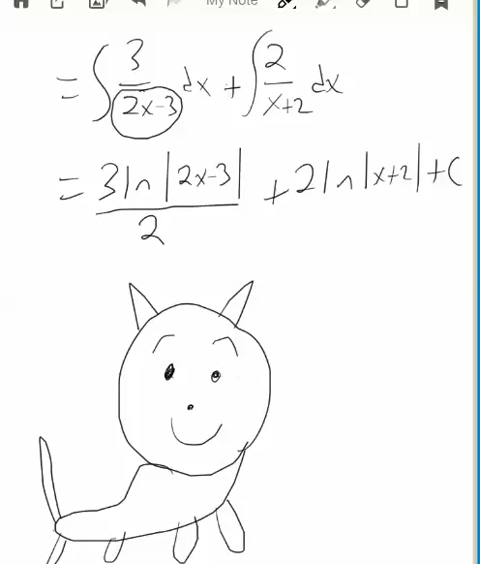 My Note
= ∫ 3/(2x-3) dx + ∫ 2/(x+2) dx
= 3ln|2x-3|/2 + 2ln|x+2| + C